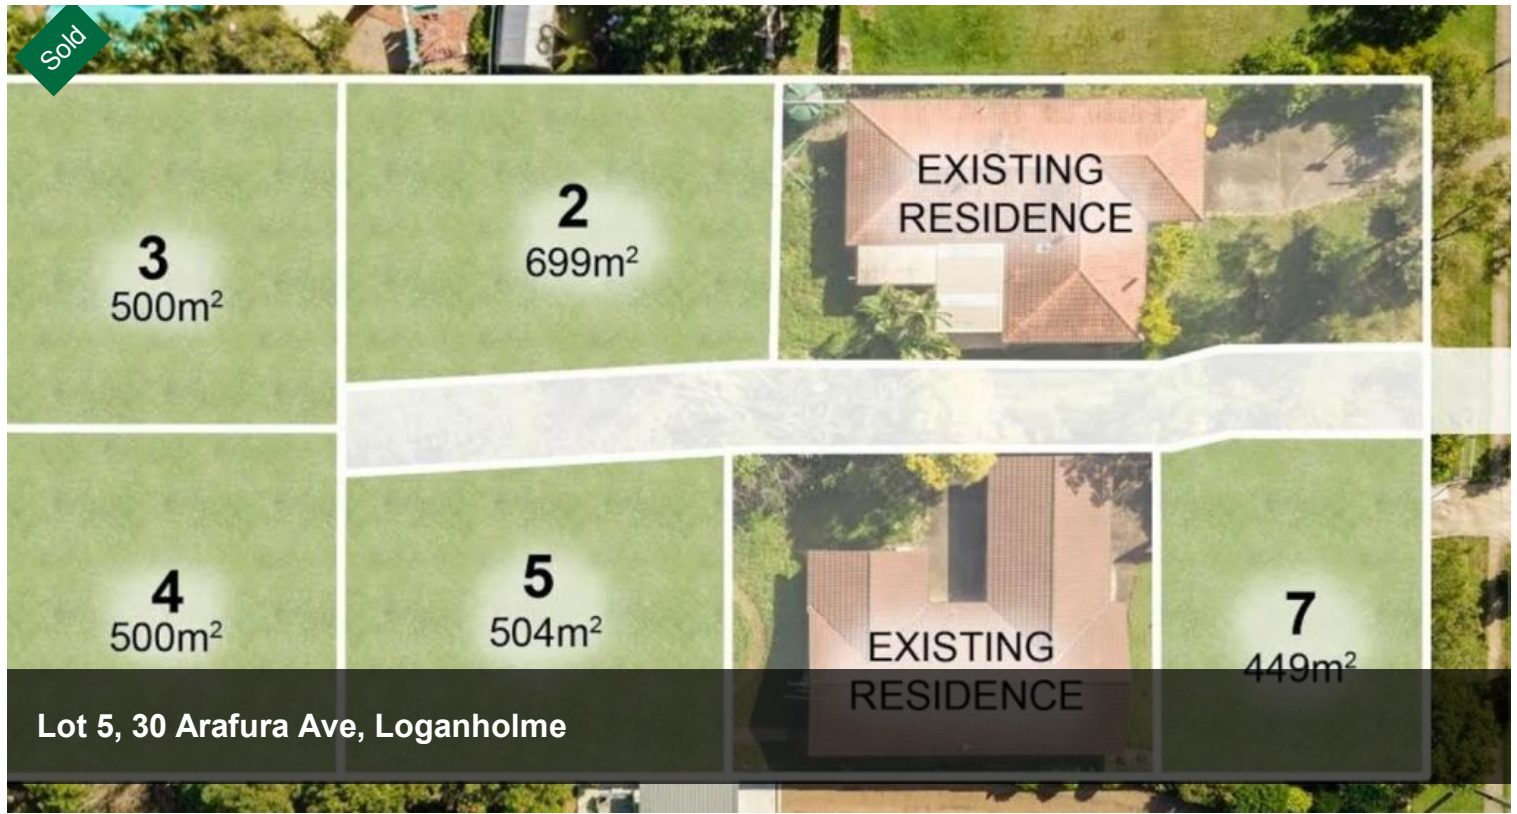 Sold
2
699m²
EXISTING
RESIDENCE
3
500m²
4
500m²
5
504m²
EXISTING
RESIDENCE
7
449m²
Lot 5, 30 Arafura Ave, Loganholme